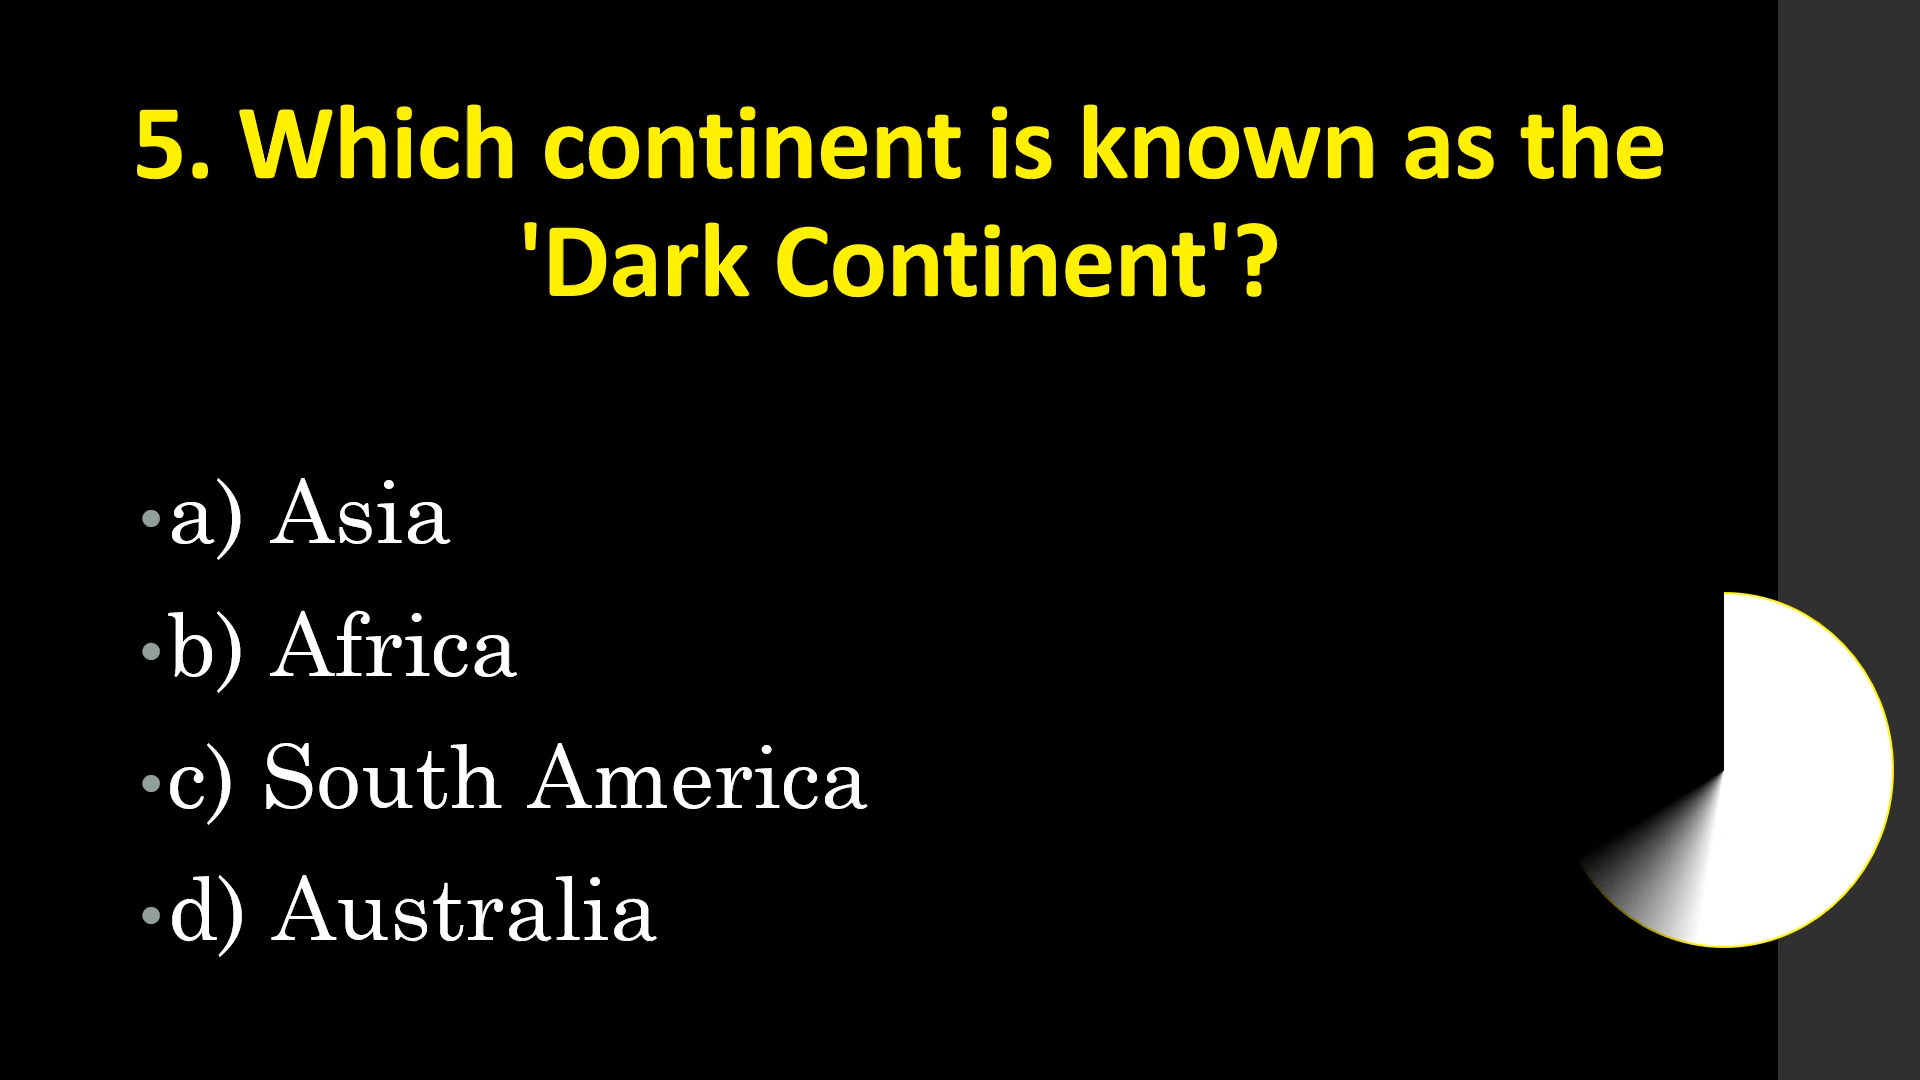 5. Which continent is known as the
'Dark Continent'?
•a) Asia
•b) Africa
•c) South America
•d) Australia